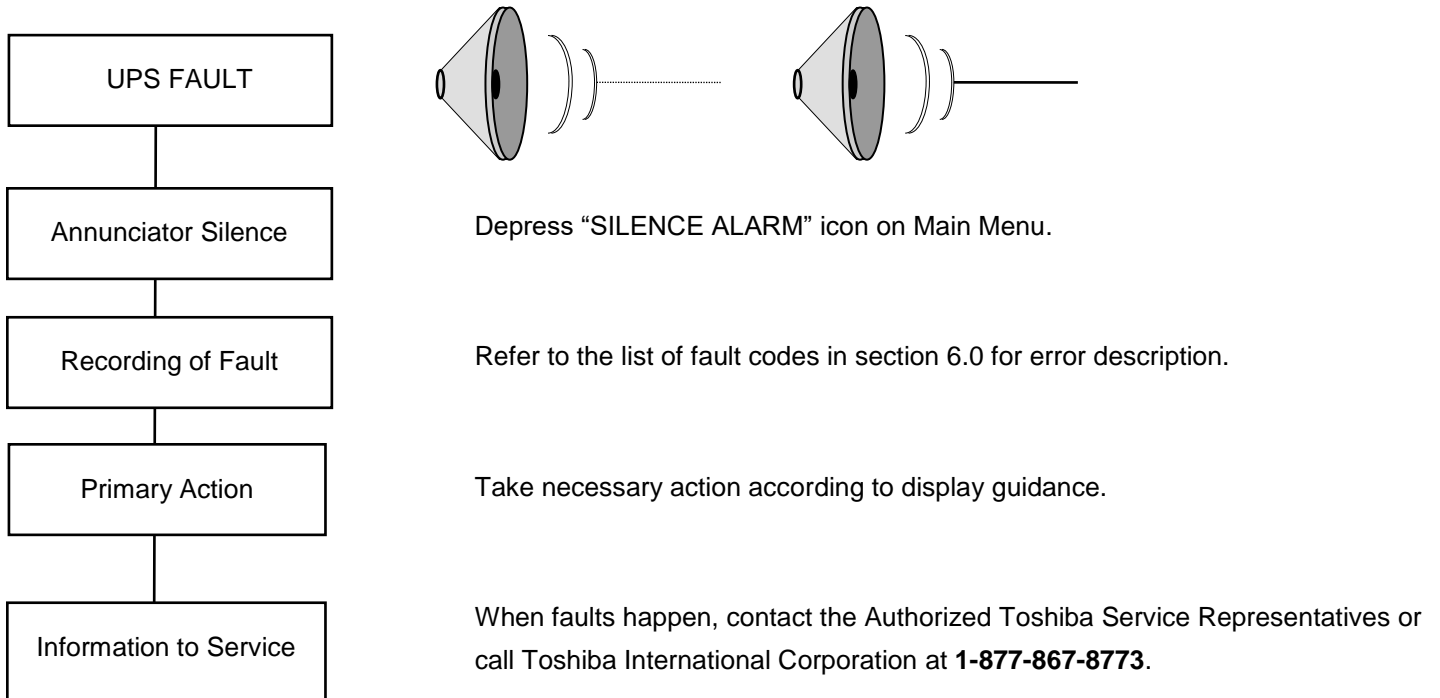 UPS FAULT
Annunciator Silence
Depress “SILENCE ALARM” icon on Main Menu.
Recording of Fault
Refer to the list of fault codes in section 6.0 for error description.
Primary Action
Take necessary action according to display guidance.
Information to Service
When faults happen, contact the Authorized Toshiba Service Representatives or
call Toshiba International Corporation at 1-877-867-8773.